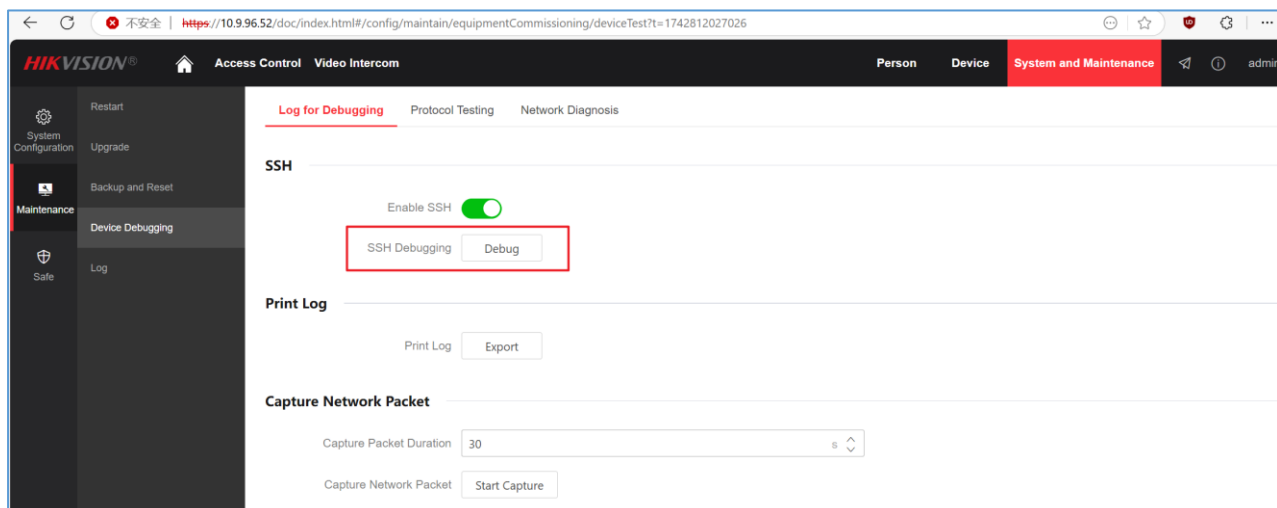 不安全 | https://10.9.96.52/doc/index.html#/config/maintain/equipmentCommissioning/deviceTest?t=1742812027026
HIKVISION® Access Control Video Intercom Person Device System and Maintenance admin
System Configuration
Maintenance
Safe
Restart
Upgrade
Backup and Reset
Device Debugging
Log
Log for Debugging Protocol Testing Network Diagnosis
SSH
Enable SSH
SSH Debugging Debug
Print Log
Print Log Export
Capture Network Packet
Capture Packet Duration 30 s
Capture Network Packet Start Capture